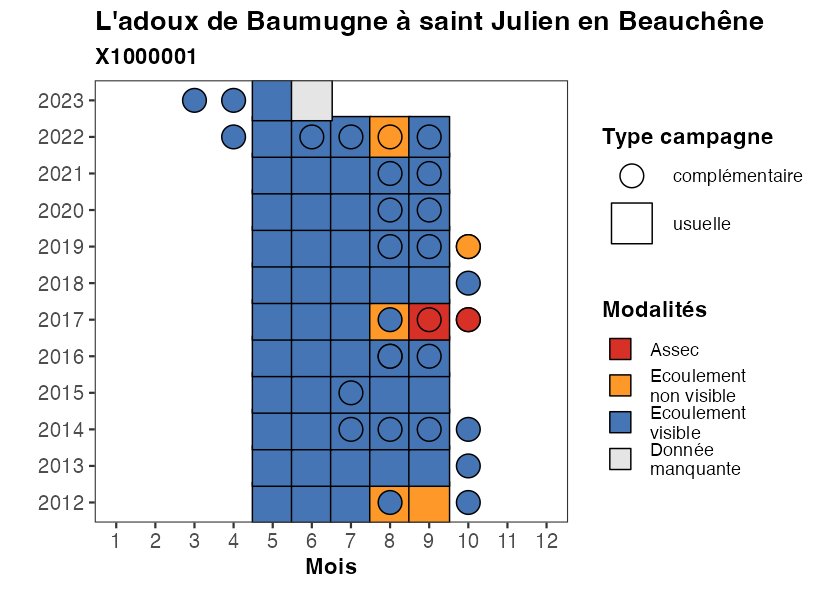 L'adoux de Baumugne à saint Julien en Beauchêne
X1000001
2023
2022
2021
2020
2019
2018
2017
2016
2015
2014
2013
2012
1 2 3 4 5 6 7 8 9 10 11 12
Mois
Type campagne
complémentaire
usuelle
Modalités
Assec
Ecoulement
non visible
Ecoulement
visible
Donnée
manquante